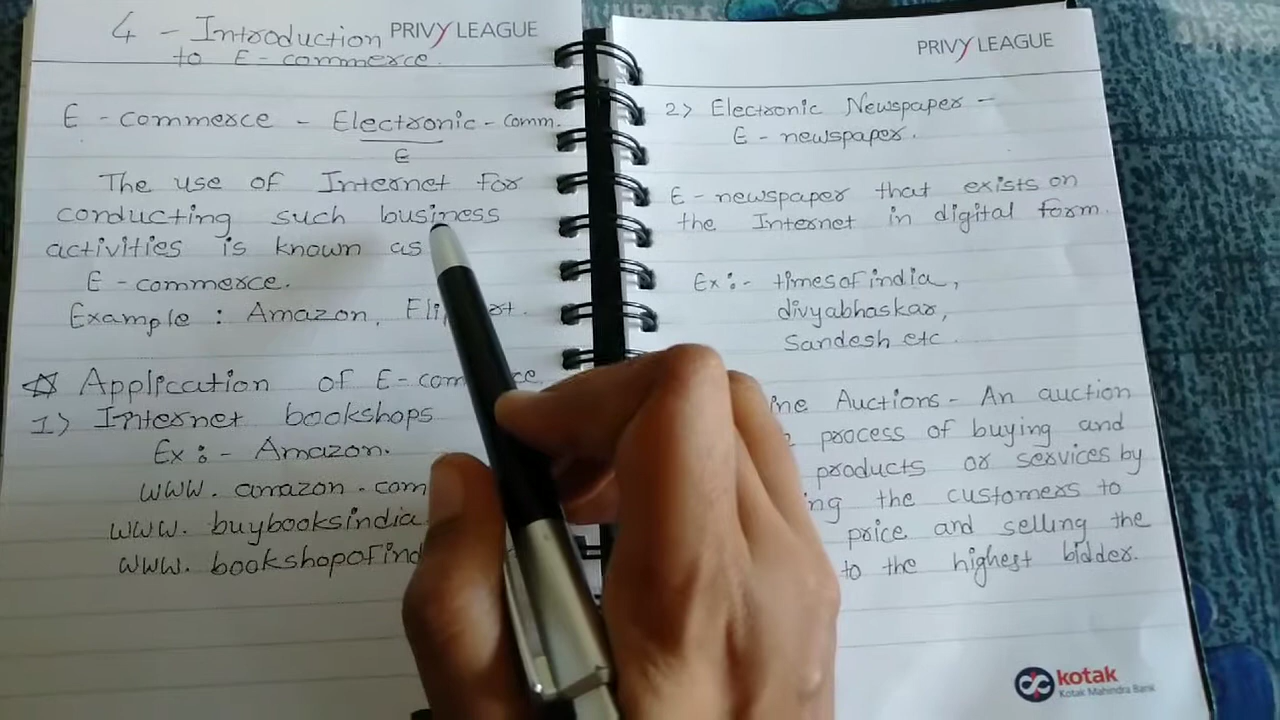 4 - Introduction PRIVY LEAGUE
to E-commerce.
E-commerce - Electronic-comm.
E
The use of Internet for
conducting such business
activities is known as
E-commerce.
Example : Amazon, 
Application of E-com
1) Internet bookshops
Ex :- Amazon.
www. amazon.com
www. buybooksindia
www. bookshopofind
PRIVY LEAGUE
2) Electronic Newspaper -
E-newspaper.
E-newspaper that exists on
the Internet in digital form.
Ex :- timesofindia,
divyabhaskar,
Sandesh etc.
Auctions - An auction
process of buying and
products or services by
the customers to
price and selling the
to the highest bidder.
kotak
Kotak Mahindra Bank